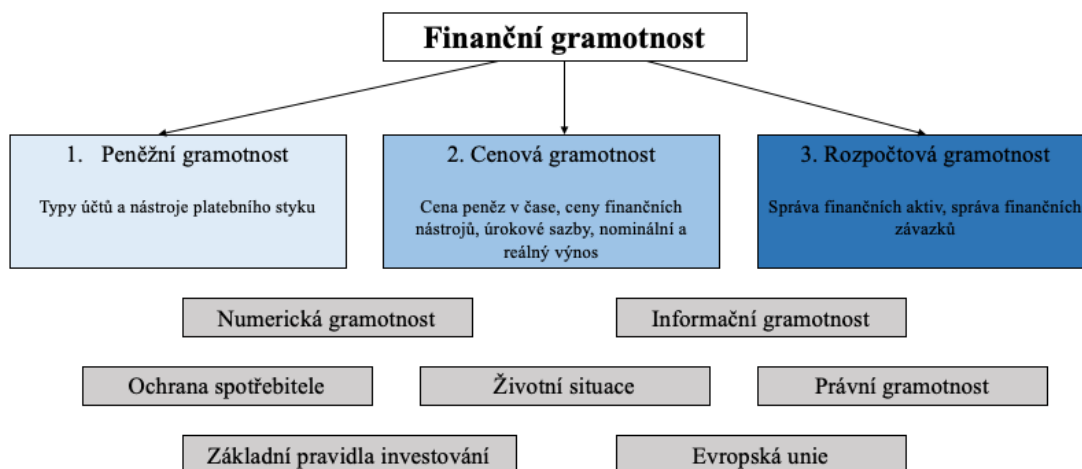 Finanční gramotnost
1. Peněžní gramotnost
Typy účtů a nástroje platebního styku
2. Cenová gramotnost
Cena peněz v čase, ceny finančních
nástrojů, úrokové sazby, nominální a
reálný výnos
3. Rozpočtová gramotnost
Správa finančních aktiv, správa finančních
závazků
Numerická gramotnost
Informační gramotnost
Ochrana spotřebitele
Životní situace
Právní gramotnost
Základní pravidla investování
Evropská unie